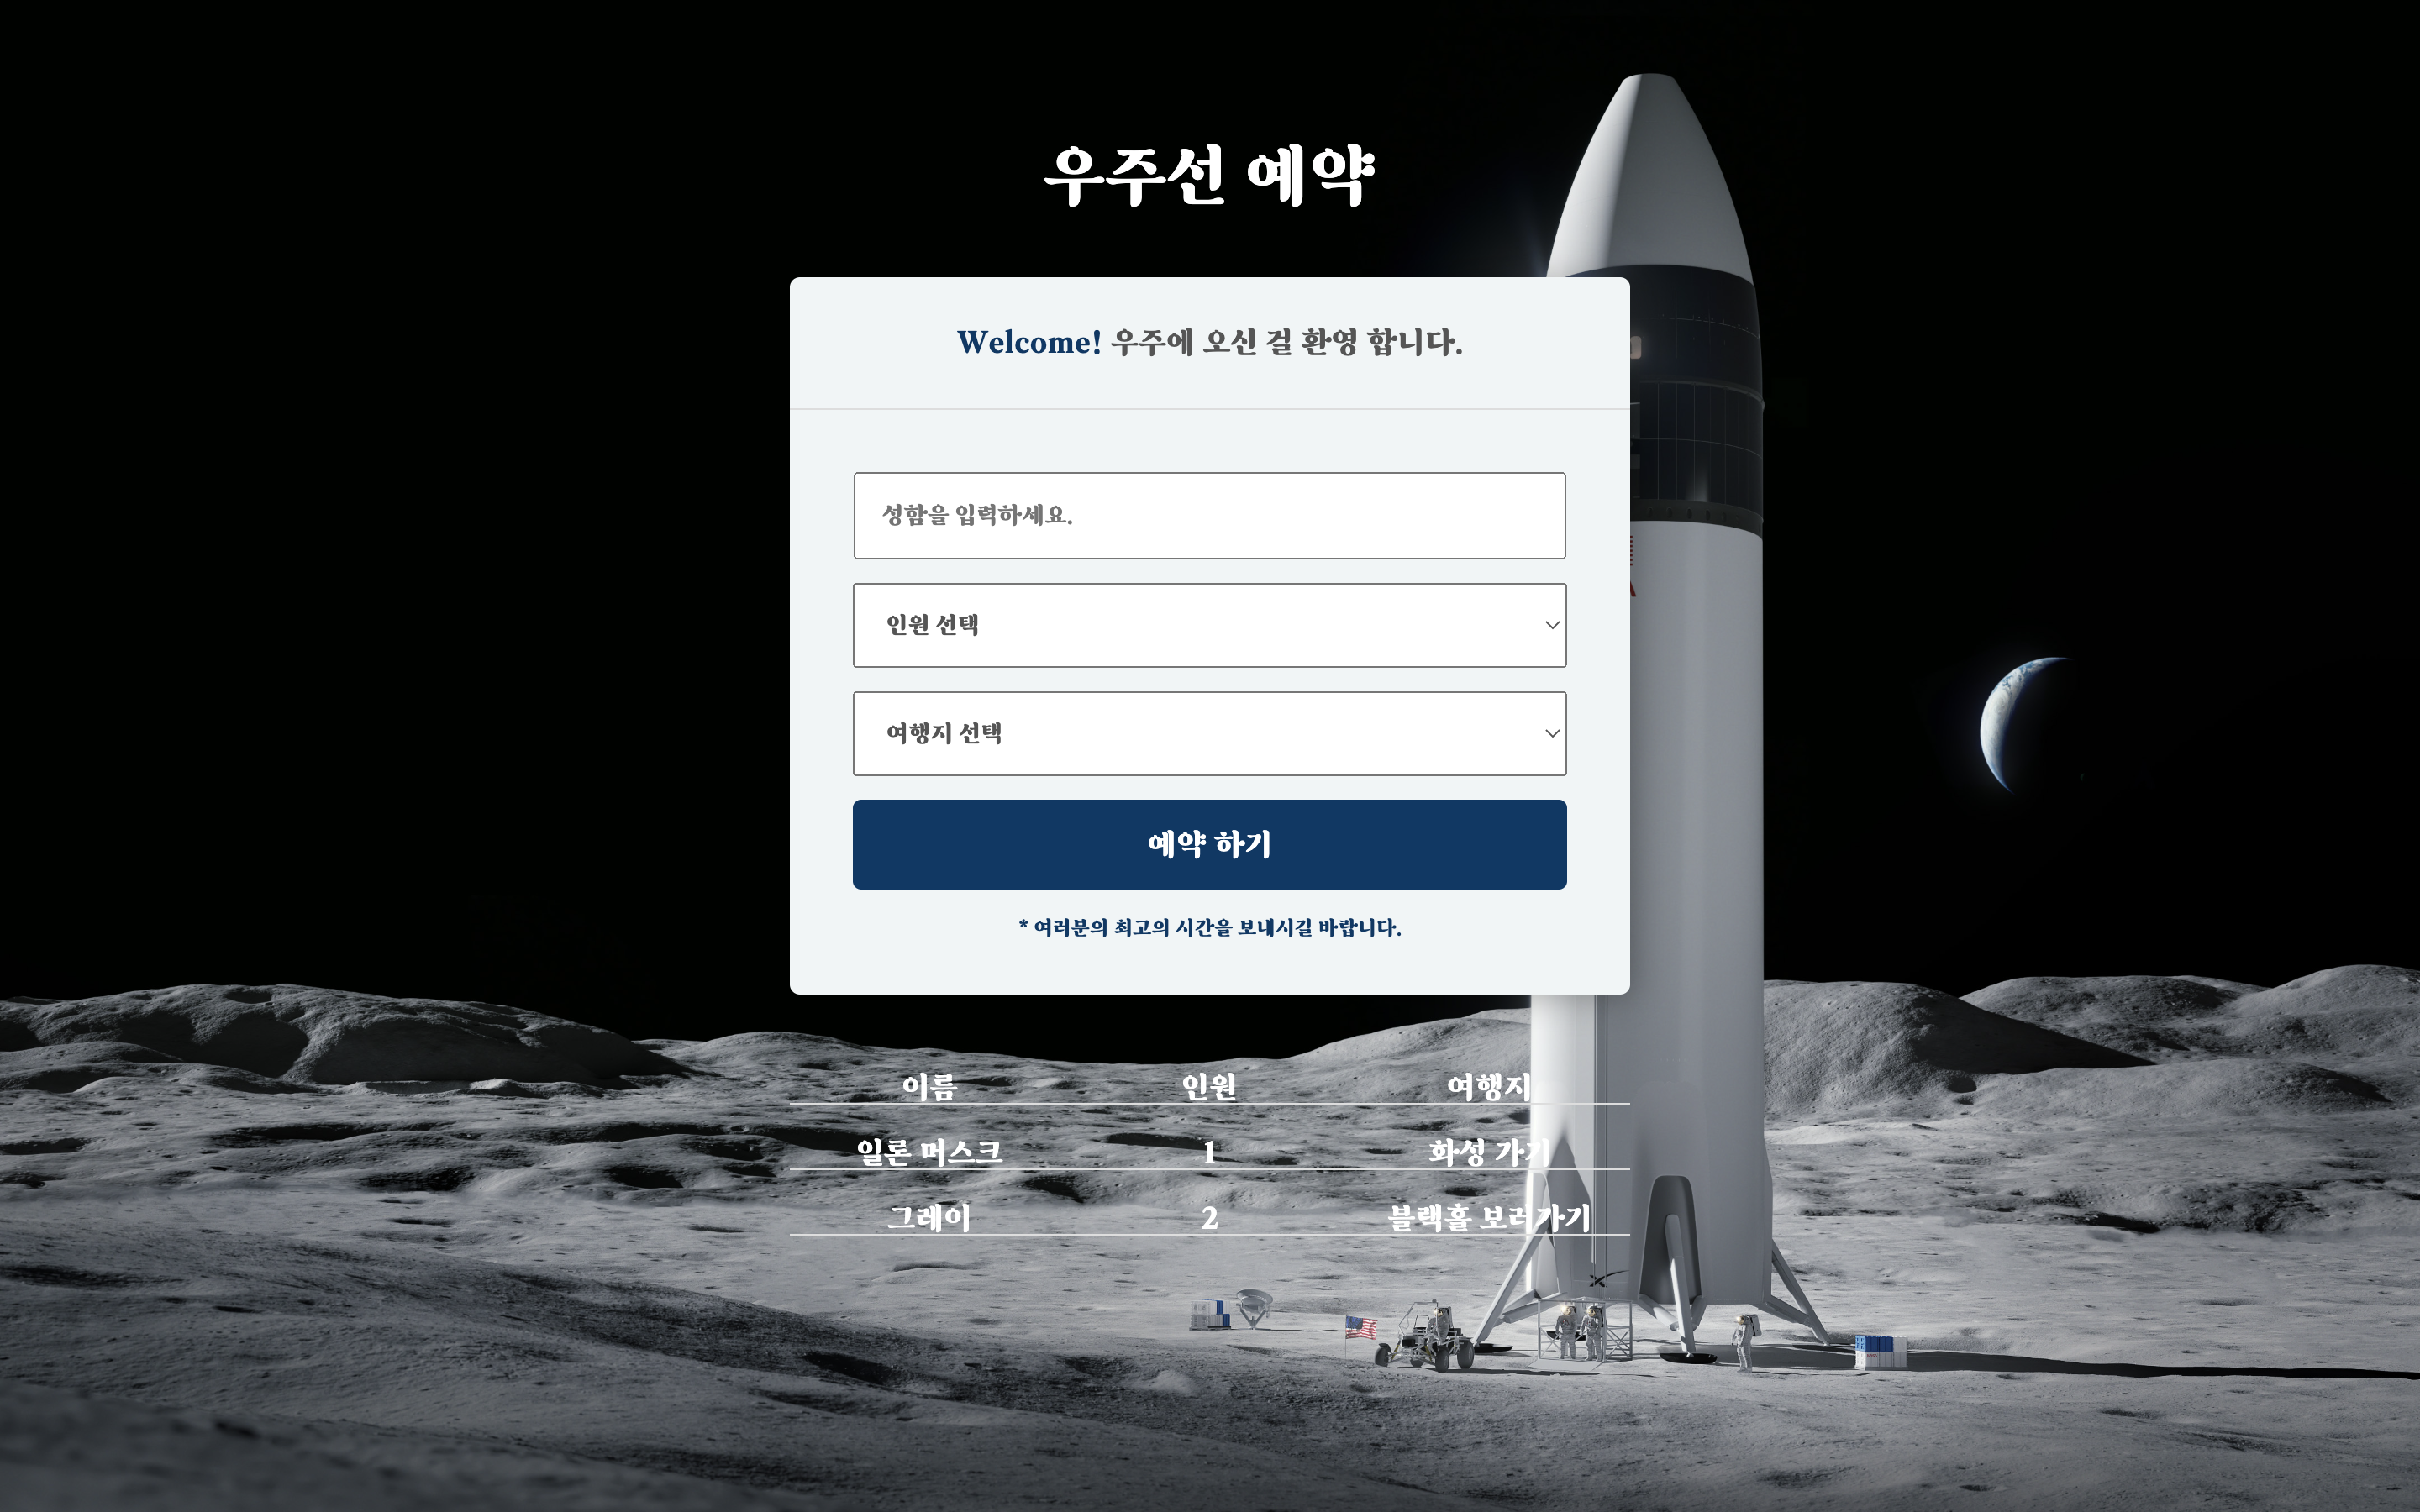 우주선 예약
Welcome! 우주에 오신 걸 환영 합니다.
성함을 입력하세요.
인원 선택
여행지 선택
예약 하기
* 여러분의 최고의 시간을 보내시길 바랍니다.
이름 인원 여행지
일론 머스크 1 화성 가기
그레이 2 블랙홀 보러가기